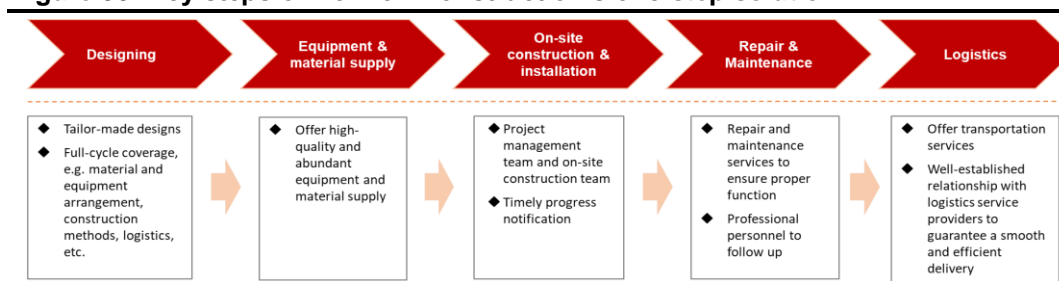 Designing
Equipment &
material supply
On-site
construction &
installation
Repair &
Maintenance
Logistics
◆ Tailor-made designs
◆ Full-cycle coverage,
e.g. material and
equipment
arrangement,
construction
methods, logistics,
etc.
◆ Offer high-
quality and
abundant
equipment and
material supply
◆ Project
management
team and on-site
construction team
◆ Timely progress
notification
◆ Repair and
maintenance
services to
ensure proper
function
◆ Professional
personnel to
follow up
◆ Offer transportation
services
◆ Well-established
relationship with
logistics service
providers to
guarantee a smooth
and efficient
delivery